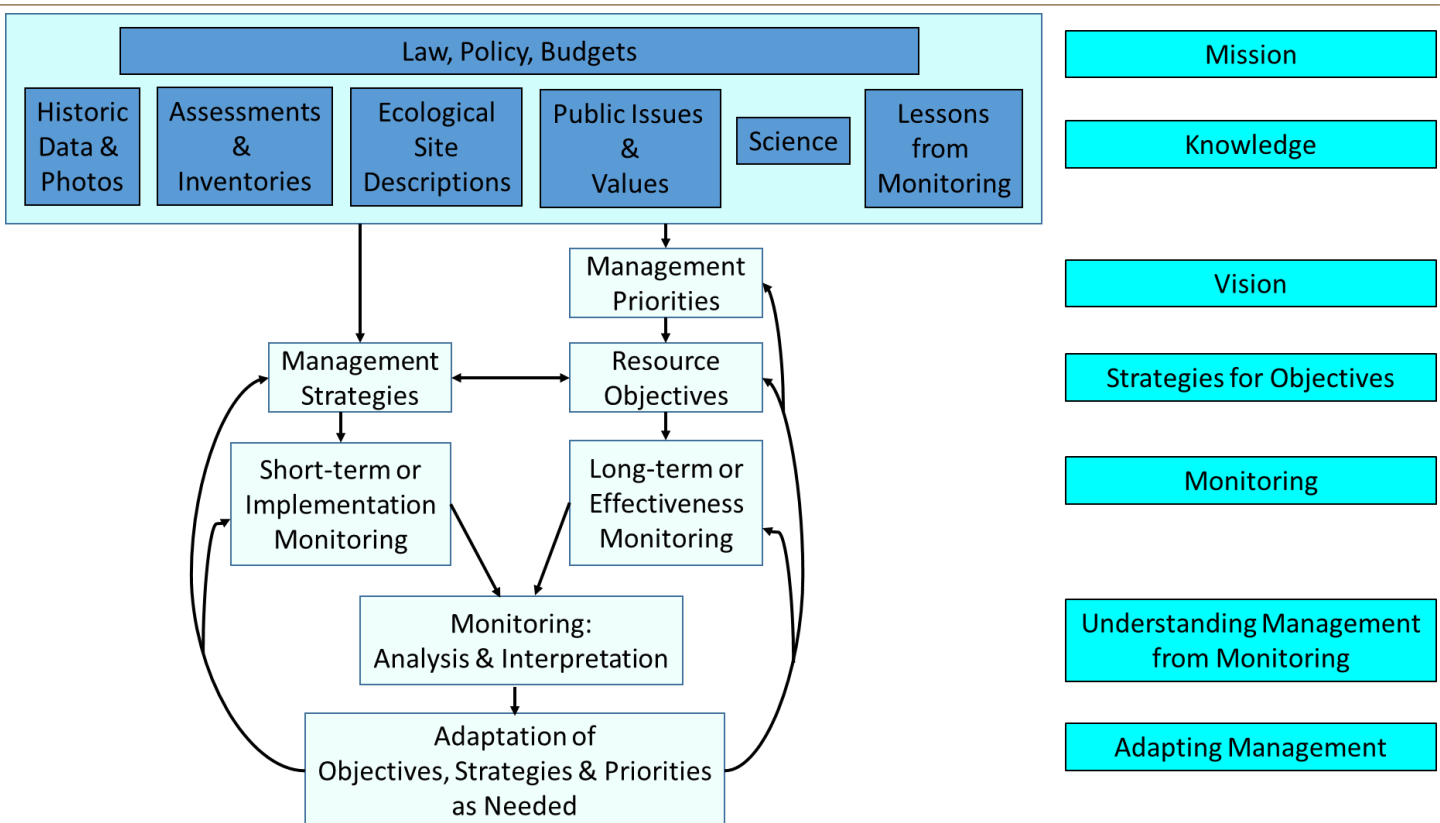 Law, Policy, Budgets
Mission
Historic
Data &
Photos
Assessments
&
Inventories
Ecological
Site
Descriptions
Public Issues
&
Values
Science
Lessons
from
Monitoring
Knowledge
Management
Priorities
Vision
Management
Strategies
Resource
Objectives
Strategies for Objectives
Short-term or
Implementation
Monitoring
Long-term or
Effectiveness
Monitoring
Monitoring
Monitoring:
Analysis & Interpretation
Understanding Management
from Monitoring
Adaptation of
Objectives, Strategies & Priorities
as Needed
Adapting Management